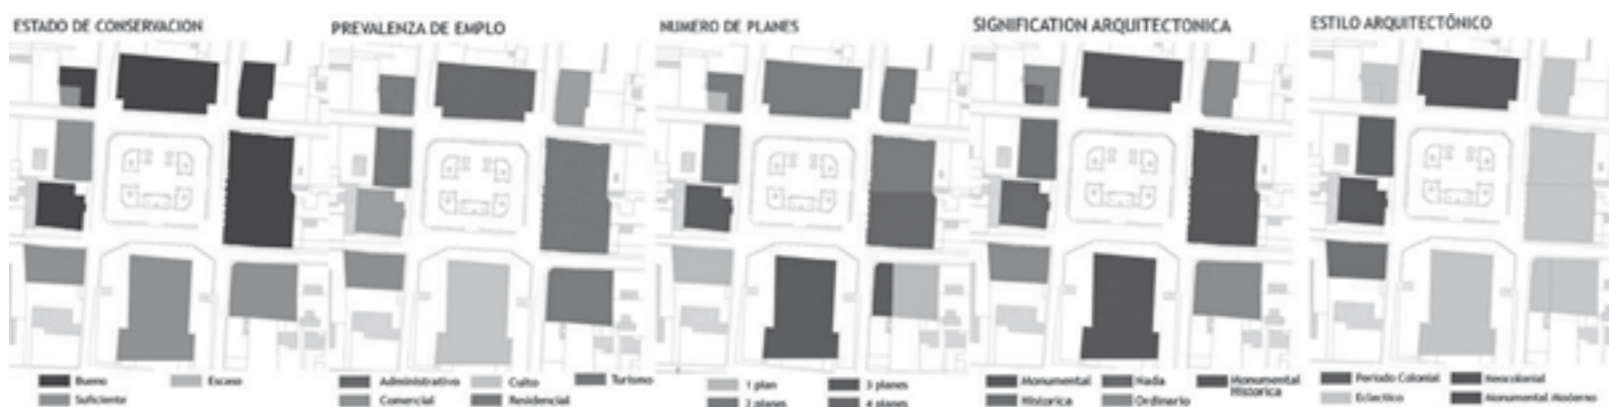 ESTADO DE CONSERVACION
Bueno
Escaso
Suficiente
PREVALENZA DE EMPLO
Administrativo
Culto
Turismo
Comercial
Residencial
NUMERO DE PLANES
1 plan
3 planes
2 planes
4 planes
SIGNIFICATION ARQUITECTONICA
Monumental
Nada
Monumental
Historica
Historica
Ordinario
ESTILO ARQUITECTÓNICO
Periodo Colonial
Neocolonial
Eclectico
Monumental Moderno